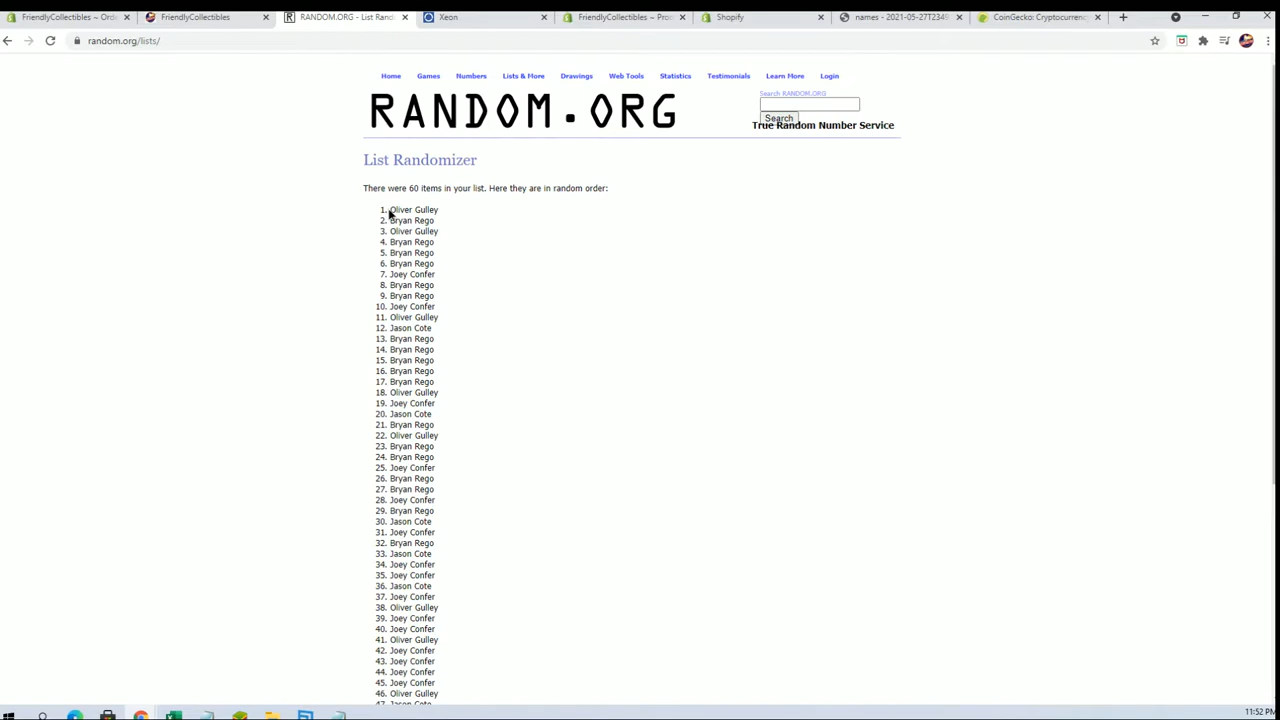 FriendlyCollectibles ~ Ord
FriendlyCollectibles
RANDOM.ORG - List Rand
Xeon
FriendlyCollectibles ~ Pro
Shopify
names - 2021-05-27T2349
CoinGecko: Cryptocurrenc
random.org/lists/
Home Games Numbers Lists & More Drawings Web Tools Statistics Testimonials Learn More Login
RANDOM.ORG
Search RANDOM.ORG
Search
True Random Number Service
List Randomizer
There were 60 items in your list. Here they are in random order:
1. Oliver Gulley
2. Bryan Rego
3. Oliver Gulley
4. Bryan Rego
5. Bryan Rego
6. Bryan Rego
7. Joey Confer
8. Bryan Rego
9. Bryan Rego
10. Joey Confer
11. Oliver Gulley
12. Jason Cote
13. Bryan Rego
14. Bryan Rego
15. Bryan Rego
16. Bryan Rego
17. Bryan Rego
18. Oliver Gulley
19. Joey Confer
20. Jason Cote
21. Bryan Rego
22. Oliver Gulley
23. Bryan Rego
24. Bryan Rego
25. Joey Confer
26. Bryan Rego
27. Bryan Rego
28. Joey Confer
29. Bryan Rego
30. Jason Cote
31. Joey Confer
32. Bryan Rego
33. Jason Cote
34. Joey Confer
35. Joey Confer
36. Jason Cote
37. Joey Confer
38. Oliver Gulley
39. Joey Confer
40. Joey Confer
41. Oliver Gulley
42. Joey Confer
43. Joey Confer
44. Joey Confer
45. Joey Confer
46. Oliver Gulley
47. Jason Cote
11:52 PM